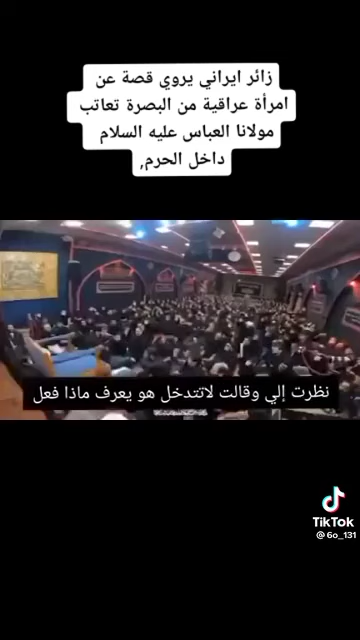 زائر ايراني يروي قصة عن
امرأة عراقية من البصرة تعاتب
مولانا العباس عليه السلام
داخل الحرم,
نظرت إلي وقالت لاتتدخل هو يعرف ماذا فعل
TikTok
@6o_131